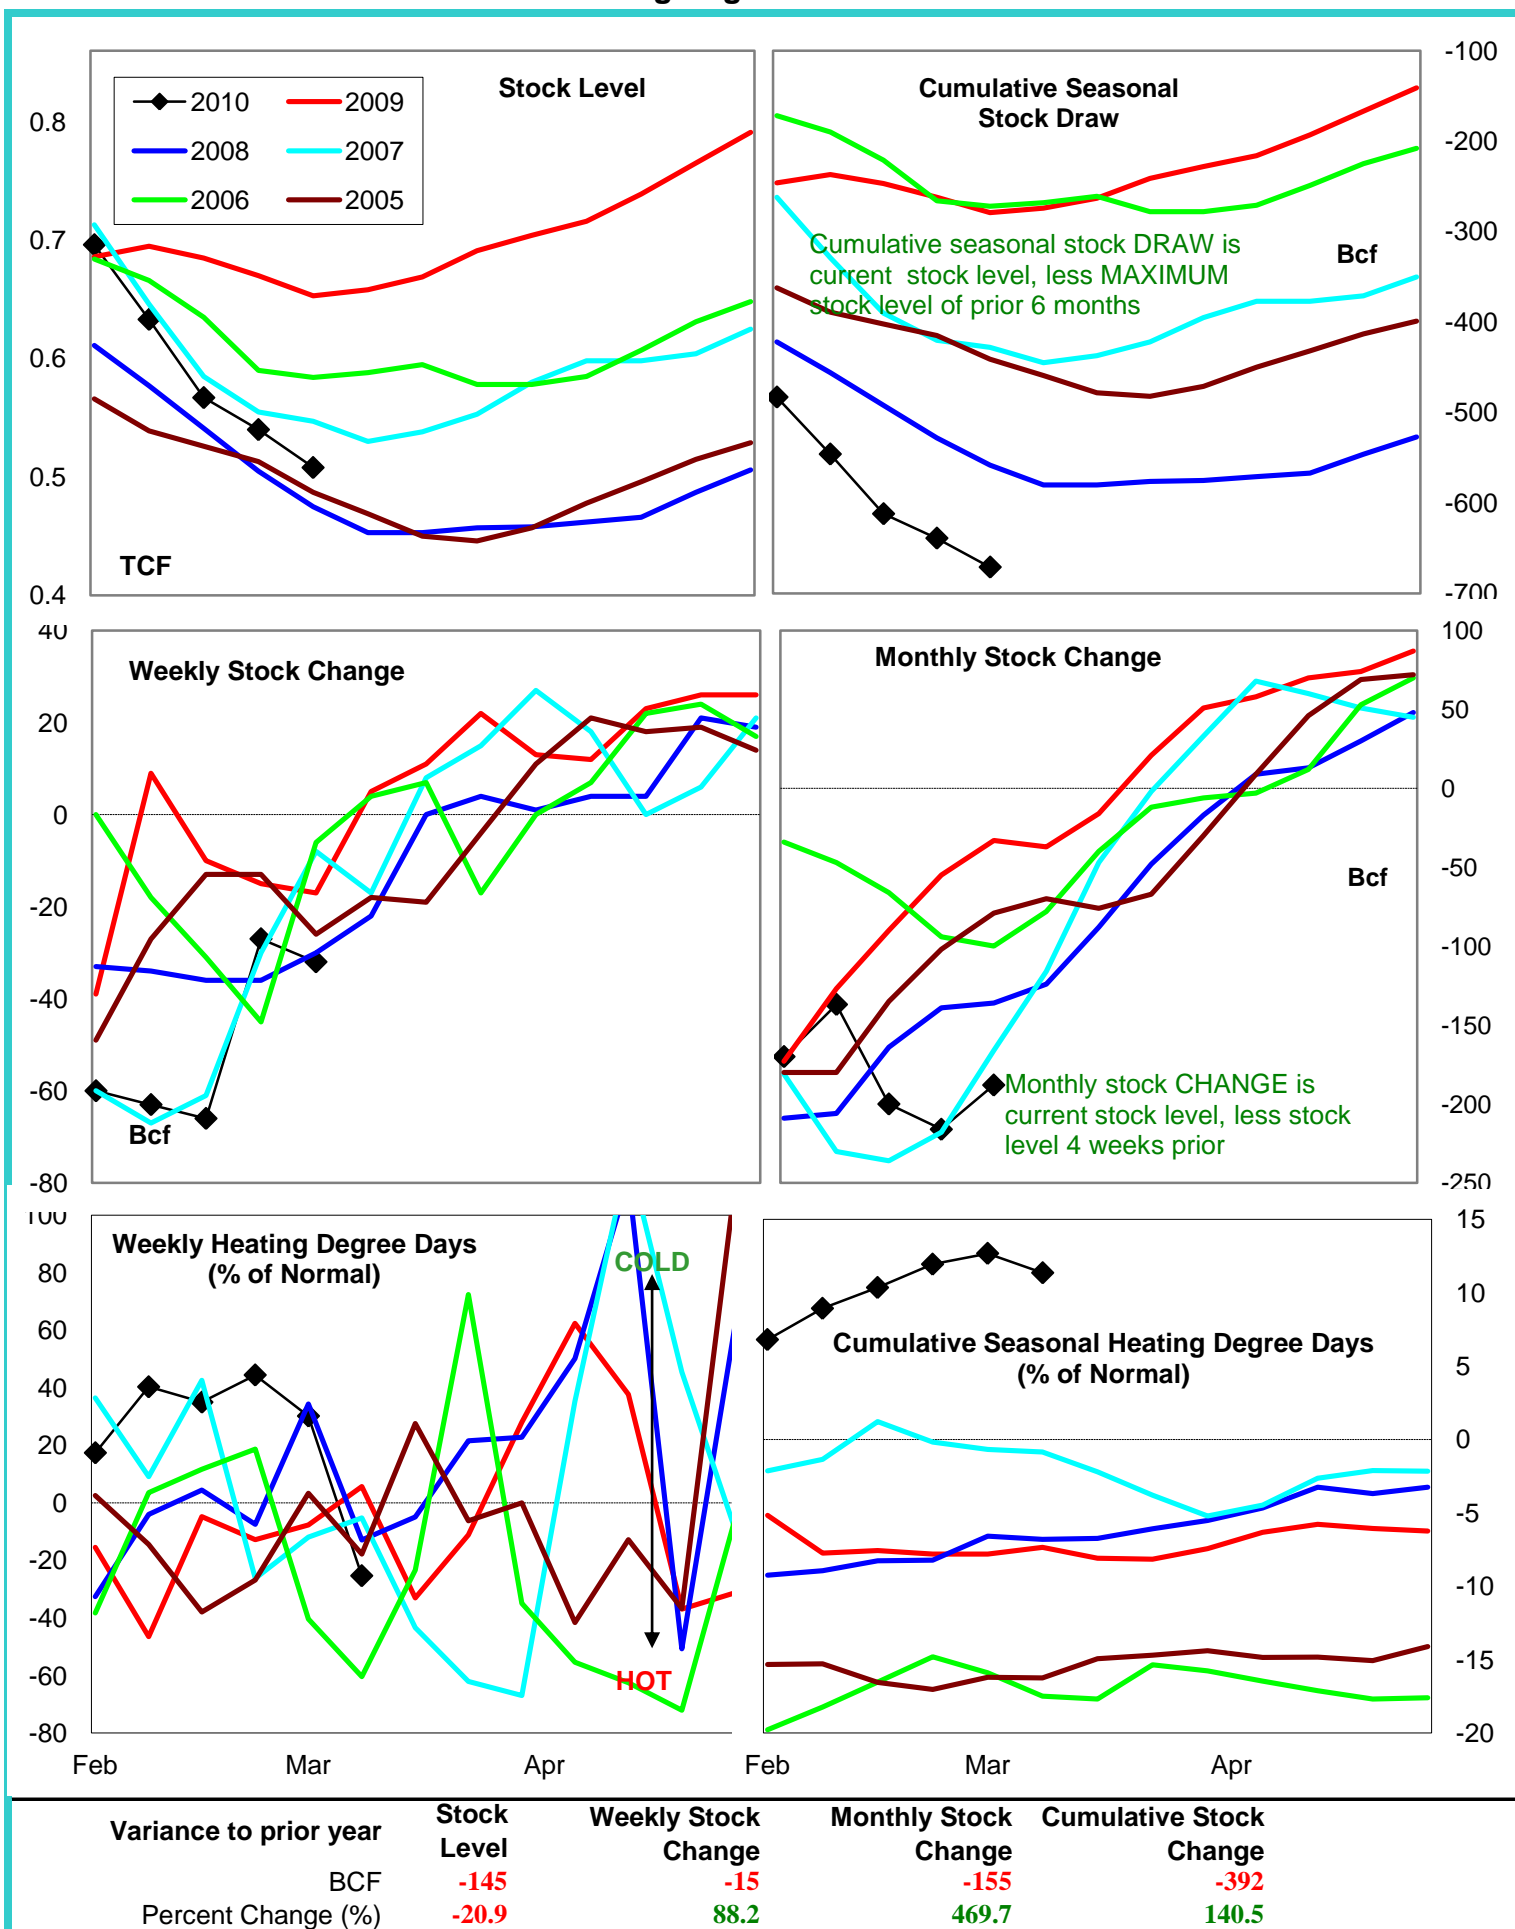 Stock Level
2010
2009
2008
2007
2006
2005
0.8
0.7
0.6
0.5
0.4
TCF
Cumulative Seasonal
Stock Draw
Cumulative seasonal stock DRAW is
current stock level, less MAXIMUM
stock level of prior 6 months
Bcf
-100
-200
-300
-400
-500
-600
-700
Weekly Stock Change
40
20
0
-20
-40
-60
-80
Bcf
Monthly Stock Change
Bcf
Monthly stock CHANGE is
current stock level, less stock
level 4 weeks prior
100
50
0
-50
-100
-150
-200
-250
Weekly Heating Degree Days
(% of Normal)
COLD
HOT
100
80
60
40
20
0
-20
-40
-60
-80
Feb
Mar
Apr
Cumulative Seasonal Heating Degree Days
(% of Normal)
15
10
5
0
-5
-10
-15
-20
Feb
Mar
Apr
Variance to prior year
Stock
Level
Weekly Stock
Change
Monthly Stock
Change
Cumulative Stock
Change
BCF -145 -15 -155 -392
Percent Change (%) -20.9 88.2 469.7 140.5